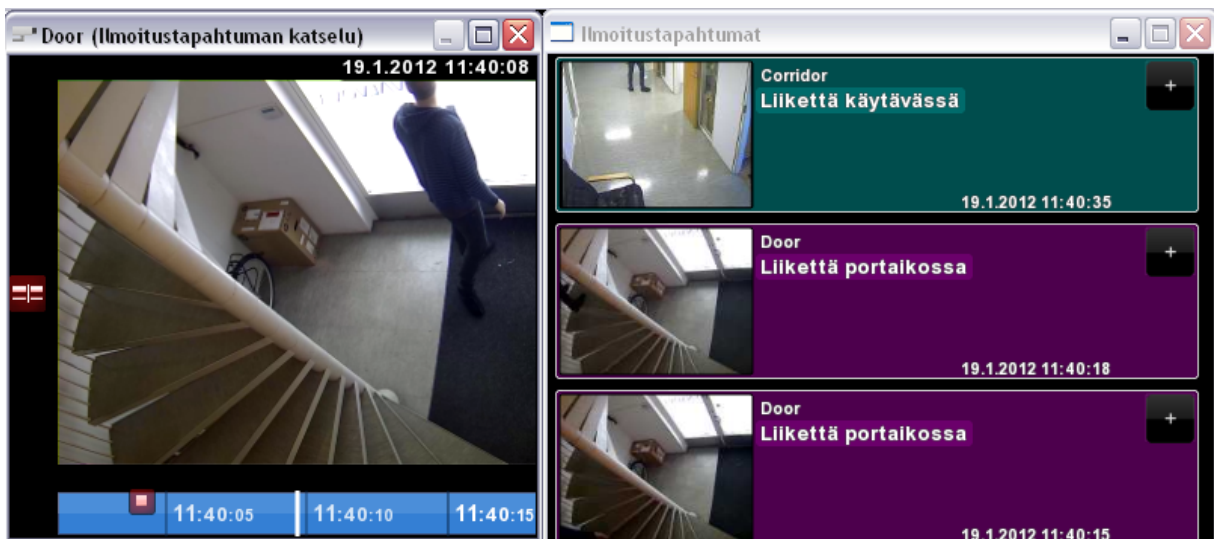 Door (Ilmoitustapahtuman katselu)
19.1.2012 11:40:08
11:40:05
11:40:10
11:40:15
Ilmoitustapahtumat
Corridor
Liikettä käytävässä
+
19.1.2012 11:40:35
Door
Liikettä portaikossa
+
19.1.2012 11:40:18
Door
Liikettä portaikossa
+
19.1.2012 11:40:15